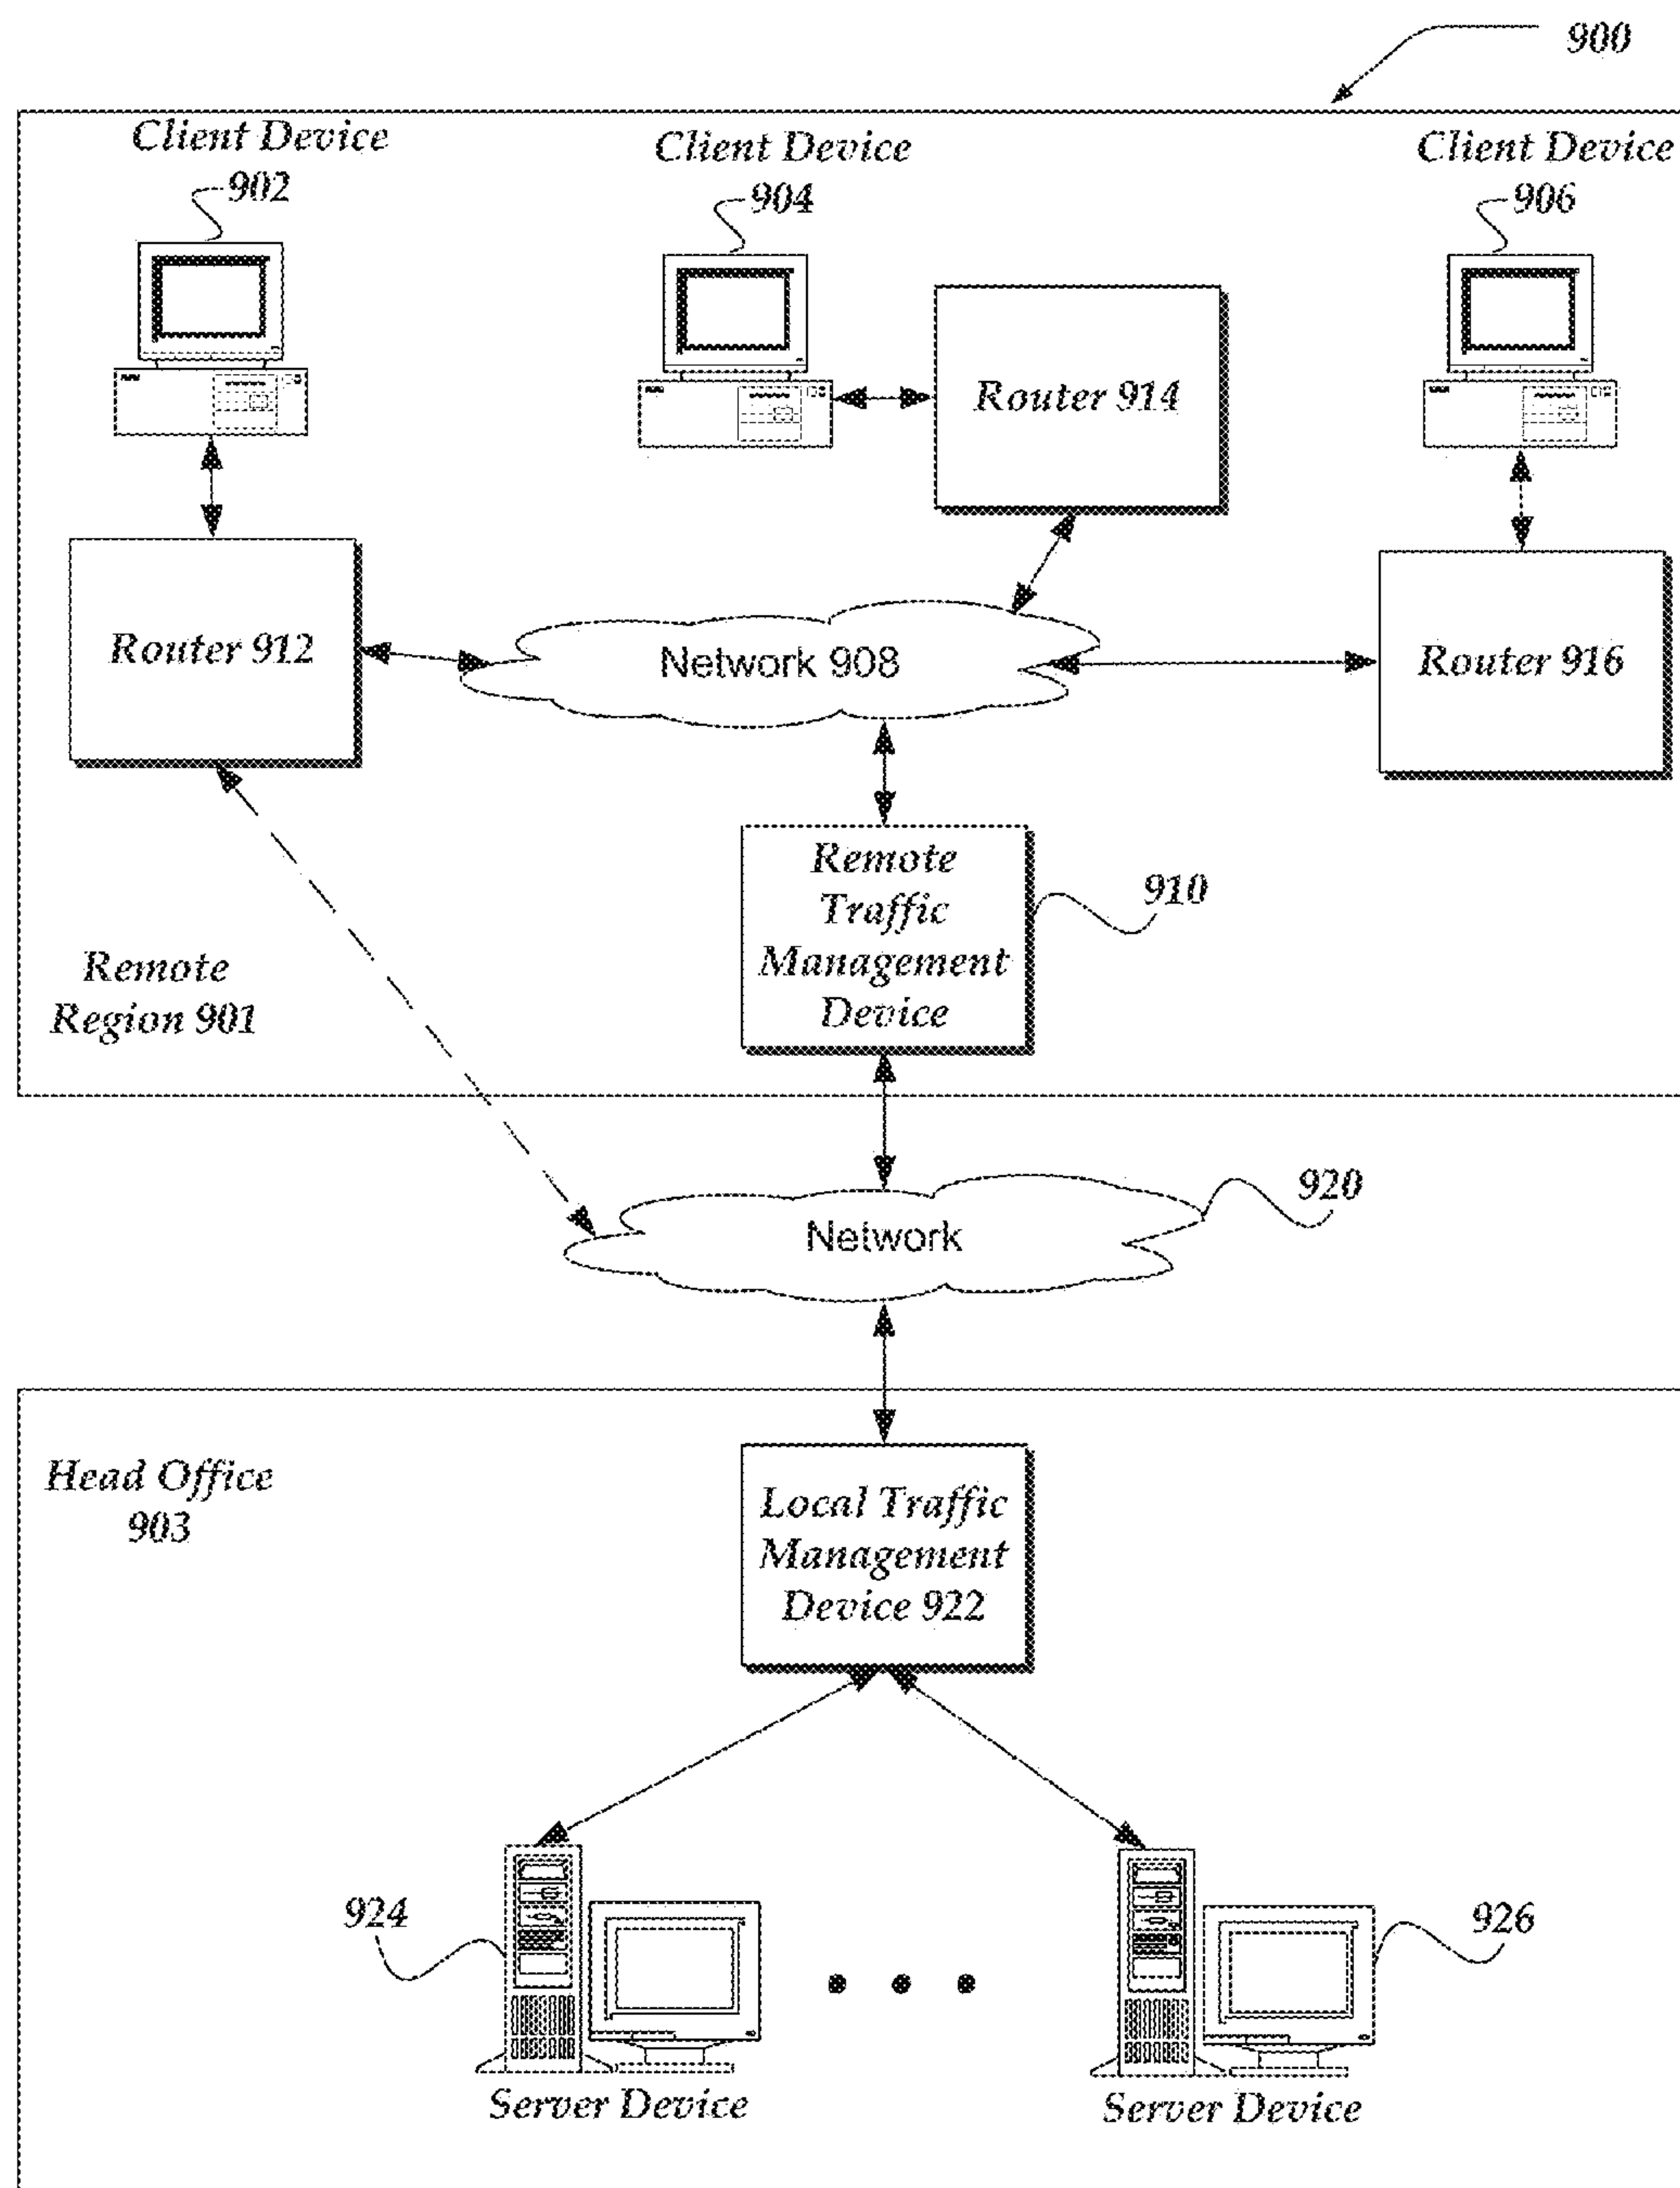 900
Client Device
902
Client Device
904
Client Device
906
Router 914
Router 912
Network 908
Router 916
Remote
Traffic
Management
Device
910
Remote
Region 901
Network
920
Head Office
903
Local Traffic
Management
Device 922
924
926
Server Device
Server Device